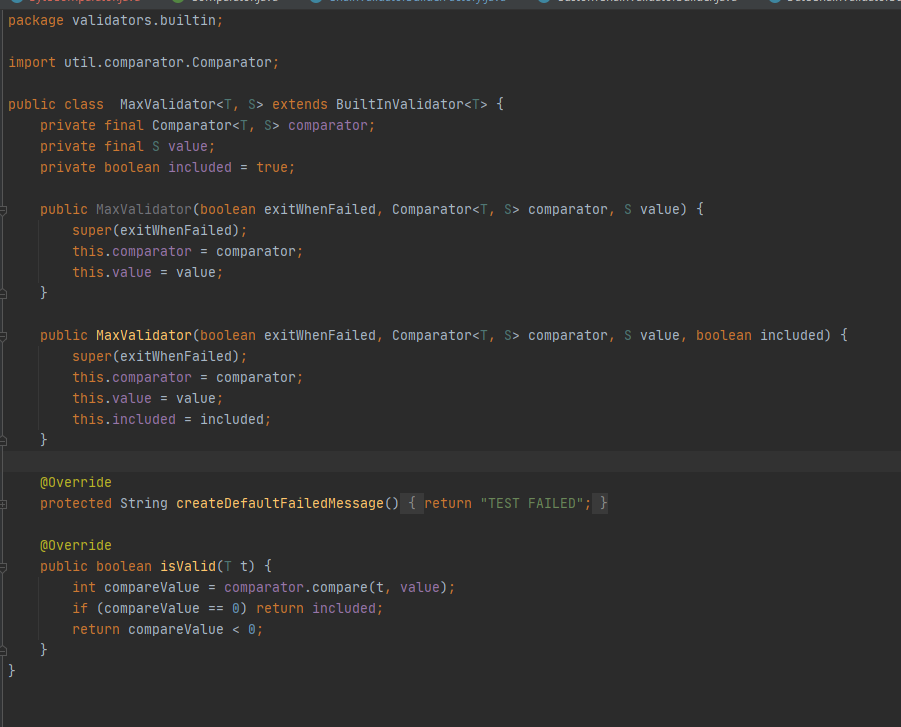 package validators.builtin;
import util.comparator.Comparator;
public class  MaxValidator<T, S> extends BuiltInValidator<T> {
    private final Comparator<T, S> comparator;
    private final S value;
    private boolean included = true;
    public MaxValidator(boolean exitWhenFailed, Comparator<T, S> comparator, S value) {
        super(exitWhenFailed);
        this.comparator = comparator;
        this.value = value;
    }
    public MaxValidator(boolean exitWhenFailed, Comparator<T, S> comparator, S value, boolean included) {
        super(exitWhenFailed);
        this.comparator = comparator;
        this.value = value;
        this.included = included;
    }
    @Override
    protected String createDefaultFailedMessage() { return "TEST FAILED"; }
    @Override
    public boolean isValid(T t) {
        int compareValue = comparator.compare(t, value);
        if (compareValue == 0) return included;
        return compareValue < 0;
    }
}